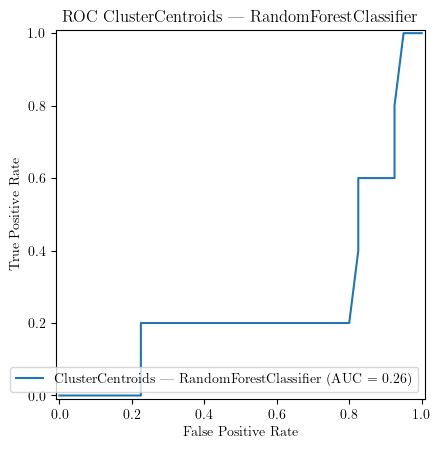 ROC ClusterCentroids — RandomForestClassifier
1.0
0.8
0.6
0.4
0.2
0.0
True Positive Rate
ClusterCentroids — RandomForestClassifier (AUC = 0.26)
0.0 0.2 0.4 0.6 0.8 1.0
False Positive Rate